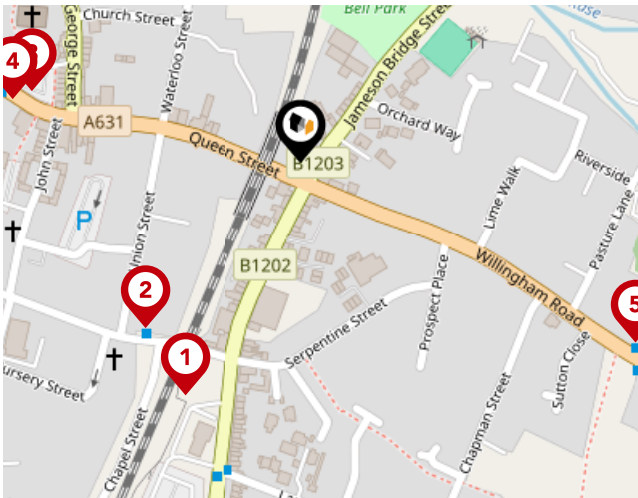 Bell Park
Church Street
George Street
Waterloo Street
Jameson Bridge Stree
4
A631
Orchard Way
Queen Street
B1203
John Street
Riverside
Lime Walk
Pasture Lane
P
Union Street
B1202
Willingham Road
Prospect Place
2
5
Serpentine Street
1
ursery Street
Sutton Close
Chapman Street
Chapel Street